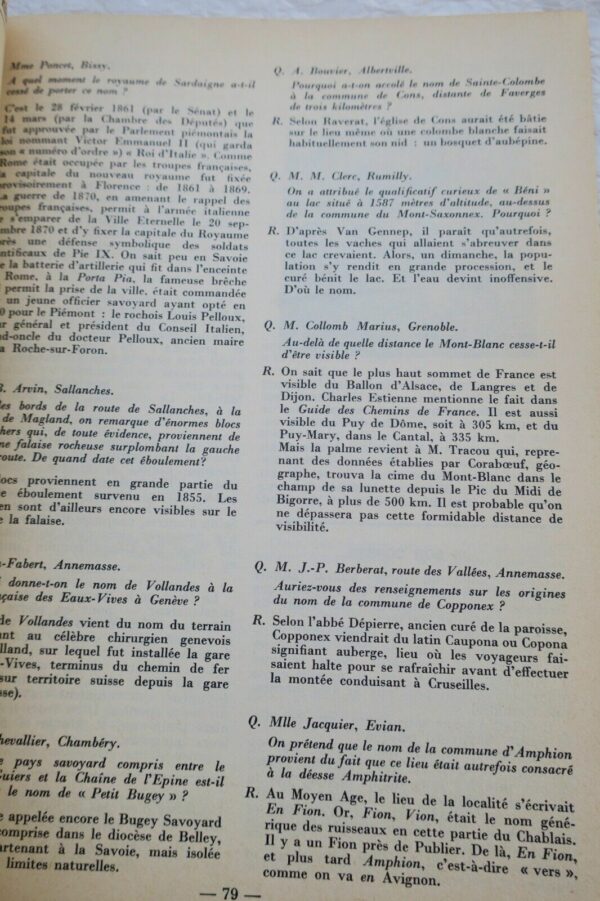 Mme Poncet, Bissy.
A quel moment le royaume de Sardaigne a-t-il
cessé de porter ce nom ?
C'est le 28 février 1861 (par le Sénat) et le
14 mars (par la Chambre des Députés) que
fut approuvée par le Parlement piémontais la
loi nommant Victor Emmanuel II (qui garda
son « numéro d'ordre ») « Roi d'Italie ». Comme
Rome était occupée par les troupes françaises,
la capitale du nouveau royaume fut fixée
provisoirement à Florence : de 1861 à 1869.
La guerre de 1870, en amenant le rappel des
troupes françaises, permit à l'armée italienne
s'emparer de la Ville Eternelle le 20 sep-
mbre 1870 et d'y fixer la capitale du Royaume
rès une défense symbolique des soldats
ntificaux de Pie IX. On sait peu en Savoie
e la batterie d'artillerie qui fit dans l'enceinte
Rome, à la Porta Pia, la fameuse brèche
permit la prise de la ville, était commandée
un jeune officier savoyard ayant opté en
0 pour le Piémont : le rochois Louis Pelloux,
r général et président du Conseil Italien,
nd-oncle du docteur Pelloux, ancien maire
a Roche-sur-Foron.
B. Arvin, Sallanches.
les bords de la route de Sallanches, à la
de Magland, on remarque d'énormes blocs
hers qui, de toute évidence, proviennent de
ne falaise rocheuse surplombant la gauche
route. De quand date cet éboulement?
locs proviennent en grande partie du
e éboulement survenu en 1855. Les
en sont d'ailleurs encore visibles sur le
e la falaise.
-Fabert, Annemasse.
i donne-t-on le nom de Vollandes à la
çaise des Eaux-Vives à Genève ?
de Vollandes vient du nom du terrain
ant au célèbre chirurgien genevois
lland, sur lequel fut installée la gare
-Vives, terminus du chemin de fer
sur territoire suisse depuis la gare
sse).
hevallier, Chambéry.
e pays savoyard compris entre le
Guiers et la Chaîne de l'Epine est-il
le nom de « Petit Bugey » ?
e appelée encore le Bugey Savoyard
comprise dans le diocèse de Belley,
artenant à la Savoie, mais isolée
limites naturelles.
Q. A. Bouvier, Albertville.
Pourquoi a-t-on accolé le nom de Sainte-Colombe
à la commune de Cons, distante de Faverges
de trois kilomètres ?
R. Selon Raverat, l'église de Cons aurait été bâtie
sur le lieu même où une colombe blanche faisait
habituellement son nid : un bosquet d'aubépine.
Q. M. M. Clerc, Rumilly.
On a attribué le qualificatif curieux de « Béni »
au lac situé à 1587 mètres d'altitude, au-dessus
de la commune du Mont-Saxonnex. Pourquoi ?
R. D'après Van Gennep, il paraît qu'autrefois,
toutes les vaches qui allaient s'abreuver dans
ce lac crevaient. Alors, un dimanche, la popu-
lation s'y rendit en grande procession, et le
curé bénit le lac. Et l'eau devint inoffensive.
D'où le nom.
Q. M. Collomb Marius, Grenoble.
Au-delà de quelle distance le Mont-Blanc cesse-t-il
d'être visible ?
R. On sait que le plus haut sommet de France est
visible du Ballon d'Alsace, de Langres et de
Dijon. Charles Estienne mentionne le fait dans
le Guide des Chemins de France. Il est aussi
visible du Puy de Dôme, soit à 305 km, et du
Puy-Mary, dans le Cantal, à 335 km.
Mais la palme revient à M. Tracou qui, repre-
nant des données établies par Corabœuf, géo-
graphe, trouva la cime du Mont-Blanc dans le
champ de sa lunette depuis le Pic du Midi de
Bigorre, à plus de 500 km. Il est probable qu'on
ne dépassera pas cette formidable distance de
visibilité.
Q. M. J.-P. Berberat, route des Vallées, Annemasse.
Auriez-vous des renseignements sur les origines
du nom de la commune de Copponex ?
R. Selon l'abbé Dépierre, ancien curé de la paroisse,
Copponex viendrait du latin Caupona ou Copona
signifiant auberge, lieu où les voyageurs fai-
saient halte pour se rafraichir avant d'effectuer
la montée conduisant à Cruseilles.
Q. Mlle Jacquier, Evian.
On prétend que le nom de la commune d'Amphion
provient du fait que ce lieu était autrefois consacré
à la déesse Amphitrite.
R. Au Moyen Age, le lieu de la localité s'écrivait
En Fion. Or, Fion, Vion, était le nom géné-
rique des ruisseaux en cette partie du Chablais.
Il y a un Fion près de Publier. De là, En Fion,
et plus tard Amphion, c'est-à-dire « vers »,
comme on va en Avignon.
— 79 —